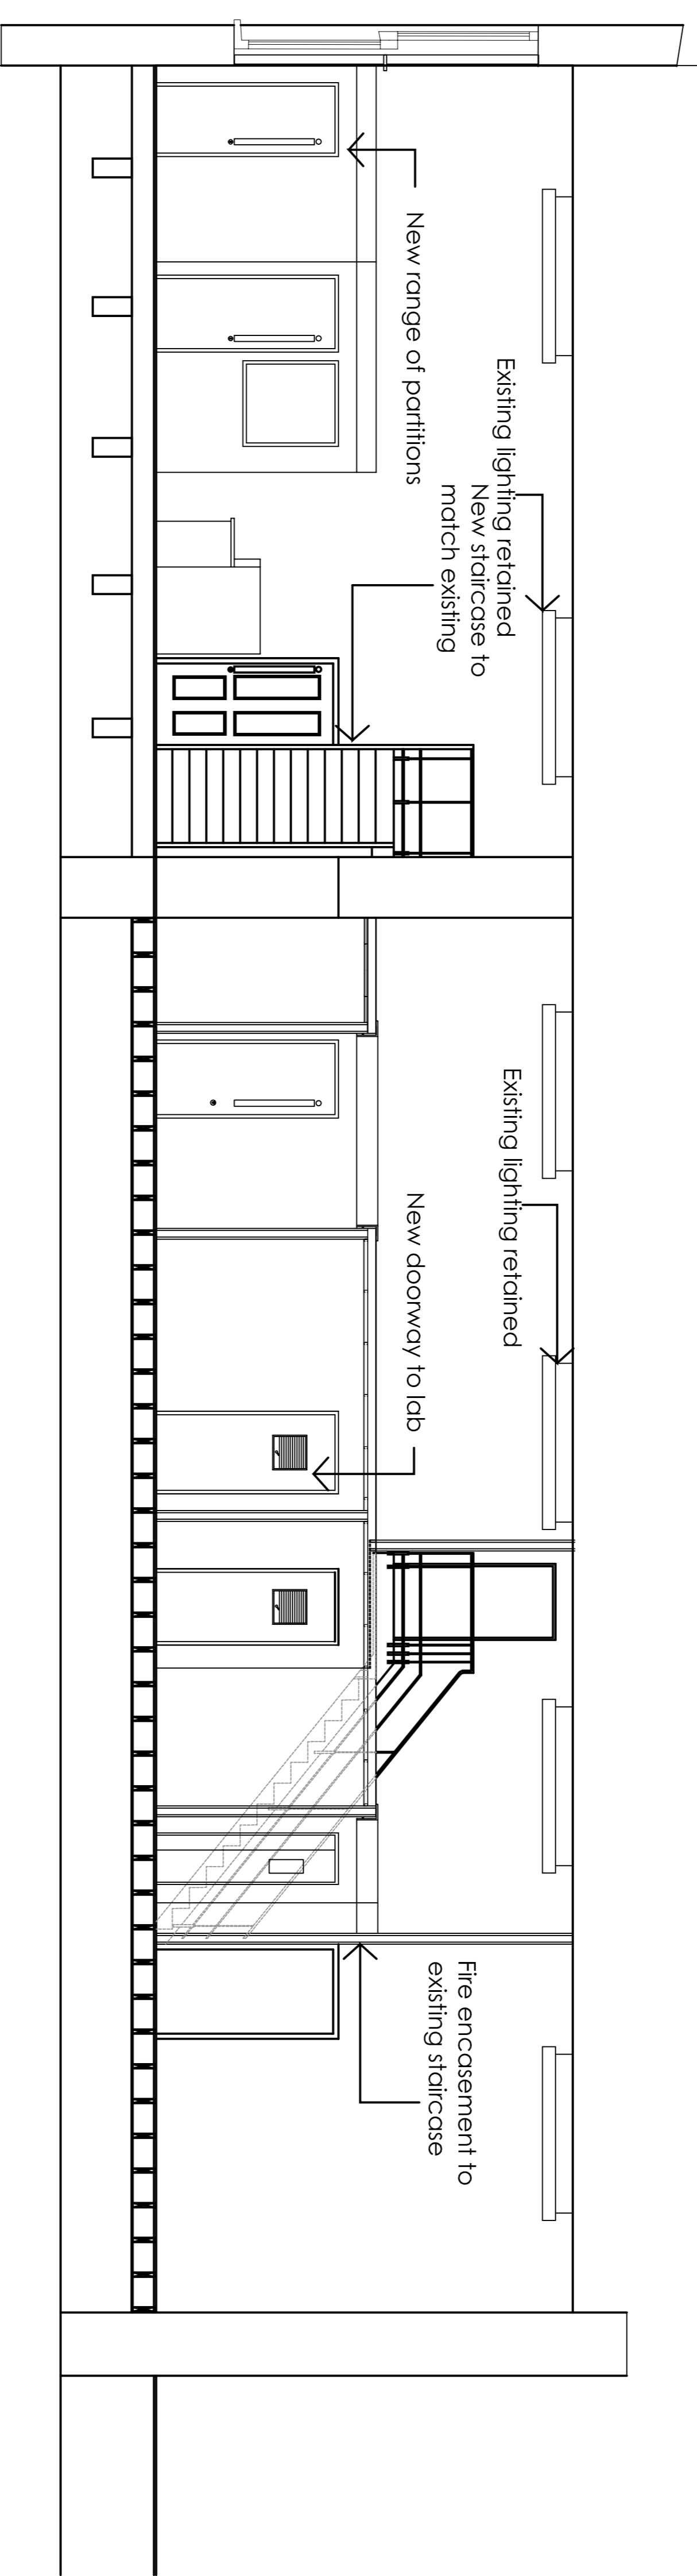 New range of partitions
Existing lighting retained
New staircase to
match existing
Existing lighting retained
New doorway to lab
Fire encasement to
existing staircase